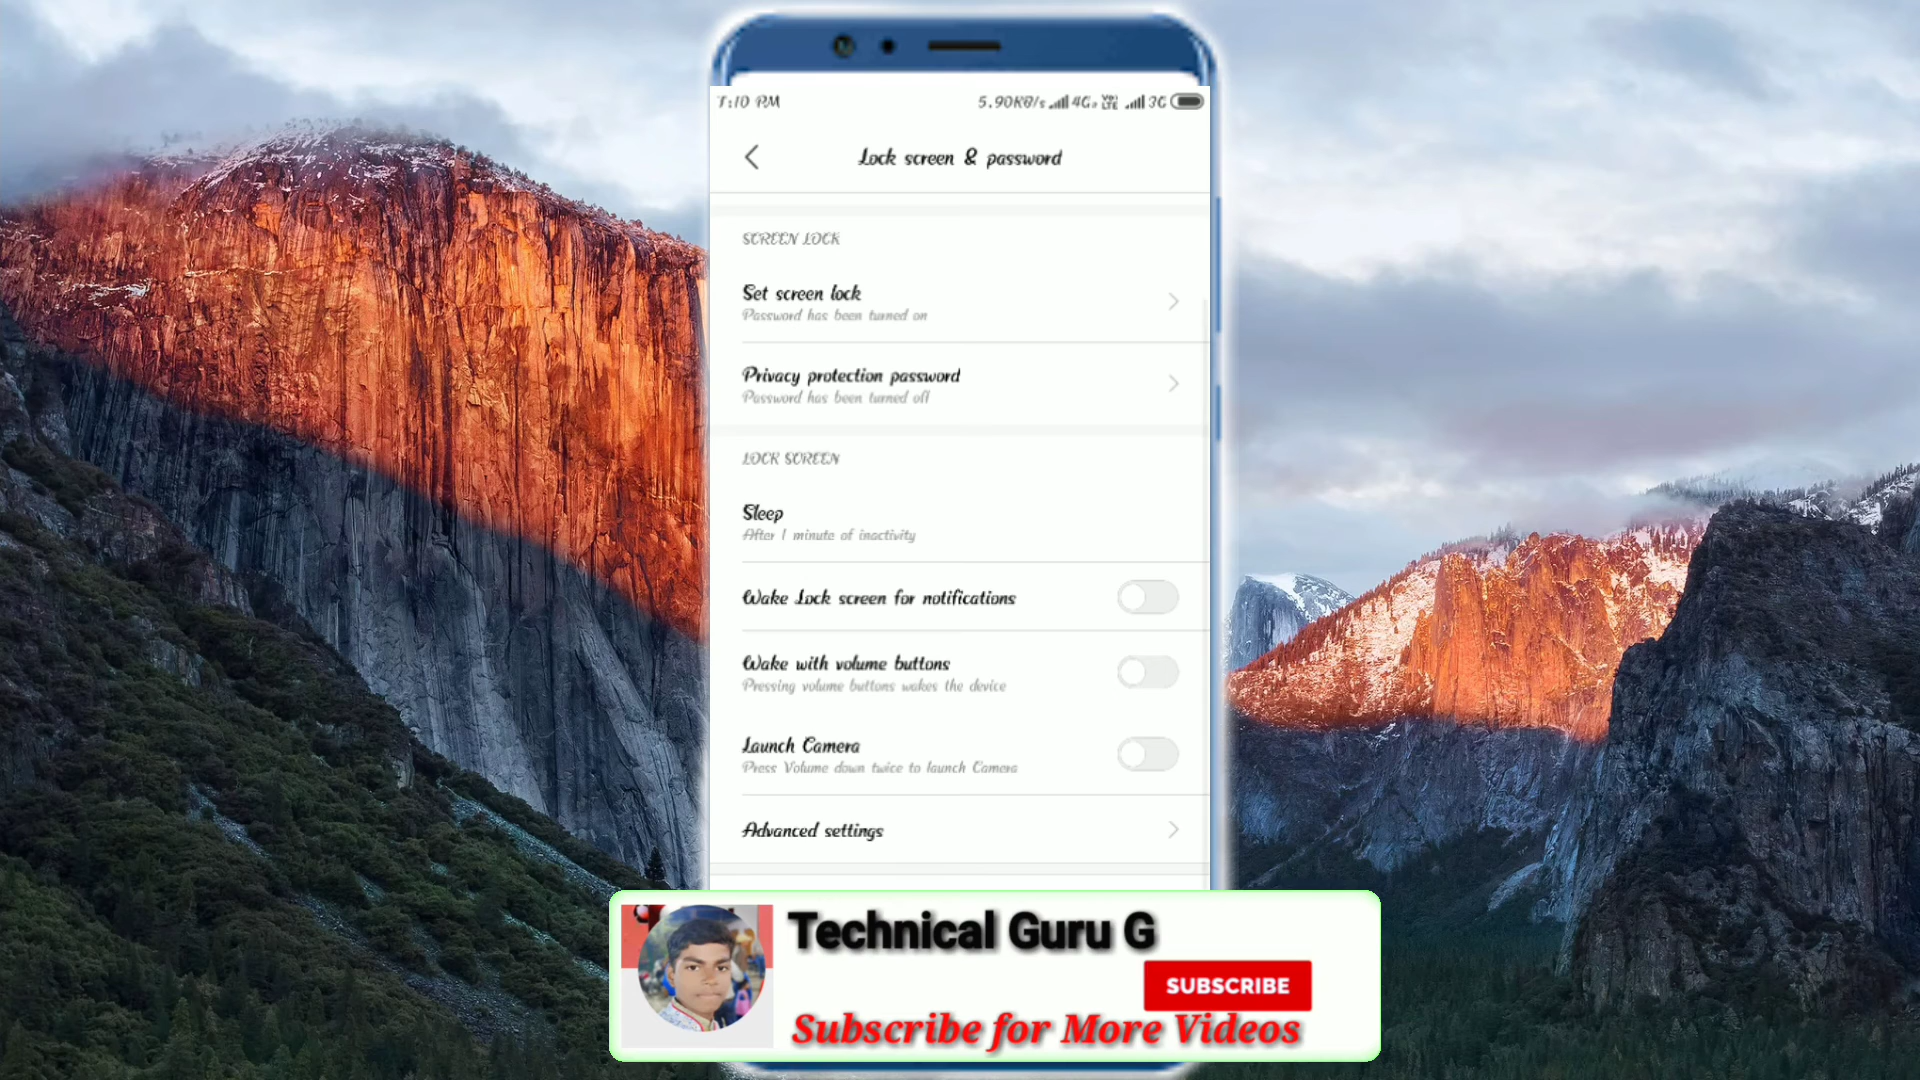 7:10 PM 5.90KB/s 4G VoLTE 3G
Lock screen & password
SCREEN LOCK
Set screen lock
Password has been turned on
Privacy protection password
Password has been turned off
LOCK SCREEN
Sleep
After 1 minute of inactivity
Wake Lock screen for notifications
Wake with volume buttons
Pressing volume buttons wakes the device
Launch Camera
Press Volume down twice to launch Camera
Advanced settings
Technical Guru G
SUBSCRIBE
Subscribe for More Videos